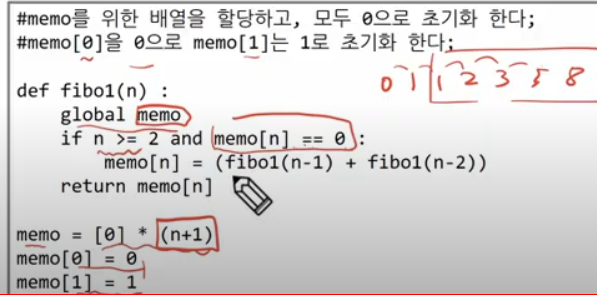 #memo를 위한 배열을 할당하고, 모두 0으로 초기화 한다;
#memo[0]을 0으로 memo[1]는 1로 초기화 한다;
0 1 1 2 3 5 8
def fibo1(n) :
    global memo
    if n >= 2 and memo[n] == 0 :
        memo[n] = (fibo1(n-1) + fibo1(n-2))
    return memo[n]
memo = [0] * (n+1)
memo[0] = 0
memo[1] = 1